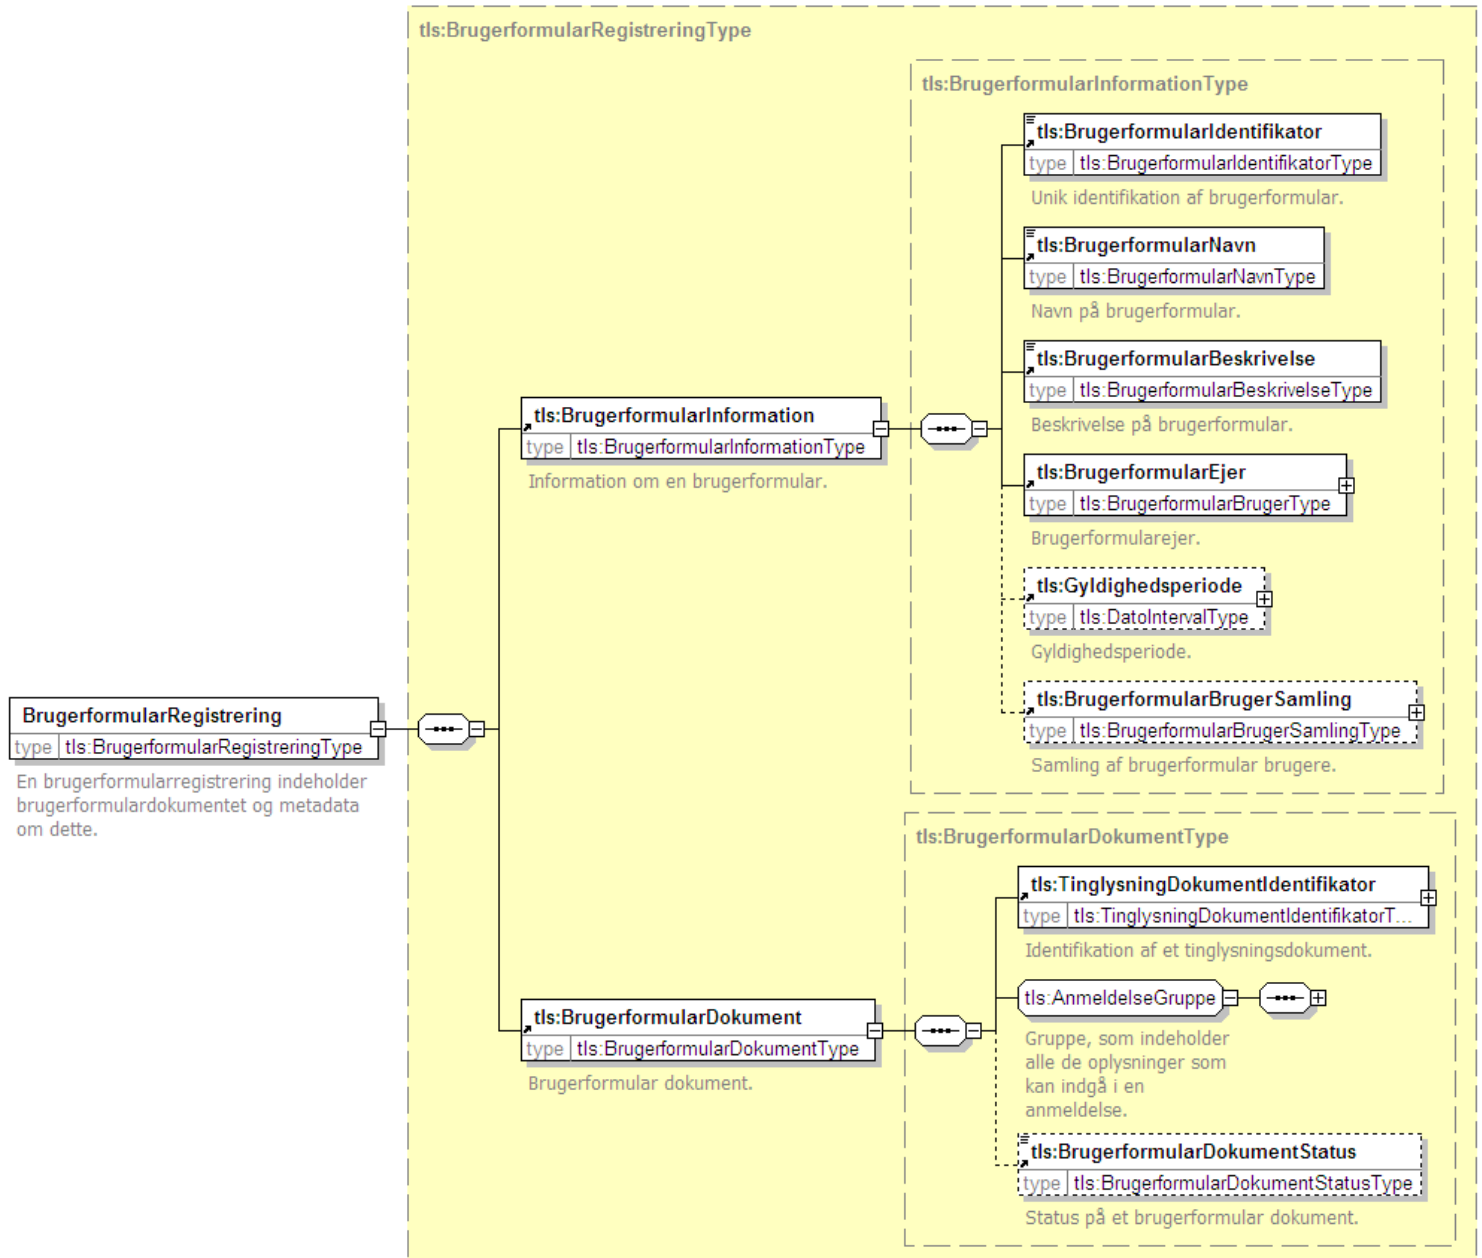 tls:BrugerformularRegistreringType
tls:BrugerformularInformationType
tls:BrugerformularIdentifikator
type tls:BrugerformularIdentifikatorType
Unik identifikation af brugerformular.
tls:BrugerformularNavn
type tls:BrugerformularNavnType
Navn på brugerformular.
tls:BrugerformularBeskrivelse
type tls:BrugerformularBeskrivelseType
Beskrivelse på brugerformular.
tls:BrugerformularInformation
type tls:BrugerformularInformationType
Information om en brugerformular.
tls:BrugerformularEjer
type tls:BrugerformularBrugerType
Brugerformularejer.
tls:Gyldighedsperiode
type tls:DatoIntervalType
Gyldighedsperiode.
tls:BrugerformularBrugerSamling
type tls:BrugerformularBrugerSamlingType
Samling af brugerformular brugere.
BrugerformularRegistrering
type tls:BrugerformularRegistreringType
En brugerformularregistrering indeholder
brugerformulardokumentet og metadata
om dette.
tls:BrugerformularDokumentType
tls:TinglysningDokumentIdentifikator
type tls:TinglysningDokumentIdentifikatorT...
Identifikation af et tinglysningsdokument.
tls:AnmeldelseGruppe
Gruppe, som indeholder
alle de oplysninger som
kan indgå i en
anmeldelse.
tls:BrugerformularDokument
type tls:BrugerformularDokumentType
Brugerformular dokument.
tls:BrugerformularDokumentStatus
type tls:BrugerformularDokumentStatusType
Status på et brugerformular dokument.